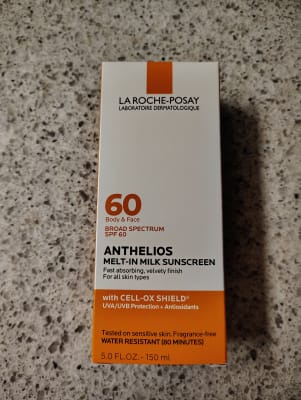 LA ROCHE-POSAY
LABORATOIRE DERMATOLOGIQUE
60
Body & Face
BROAD SPECTRUM
SPF 60
ANTHELIOS
MELT-IN MILK SUNSCREEN
Fast absorbing, velvety finish
For all skin types
with CELL-OX SHIELD®
UVA/UVB Protection + Antioxidants
Tested on sensitive skin, Fragrance-free
WATER RESISTANT (80 MINUTES)
5.0 FL.OZ. - 150 ml